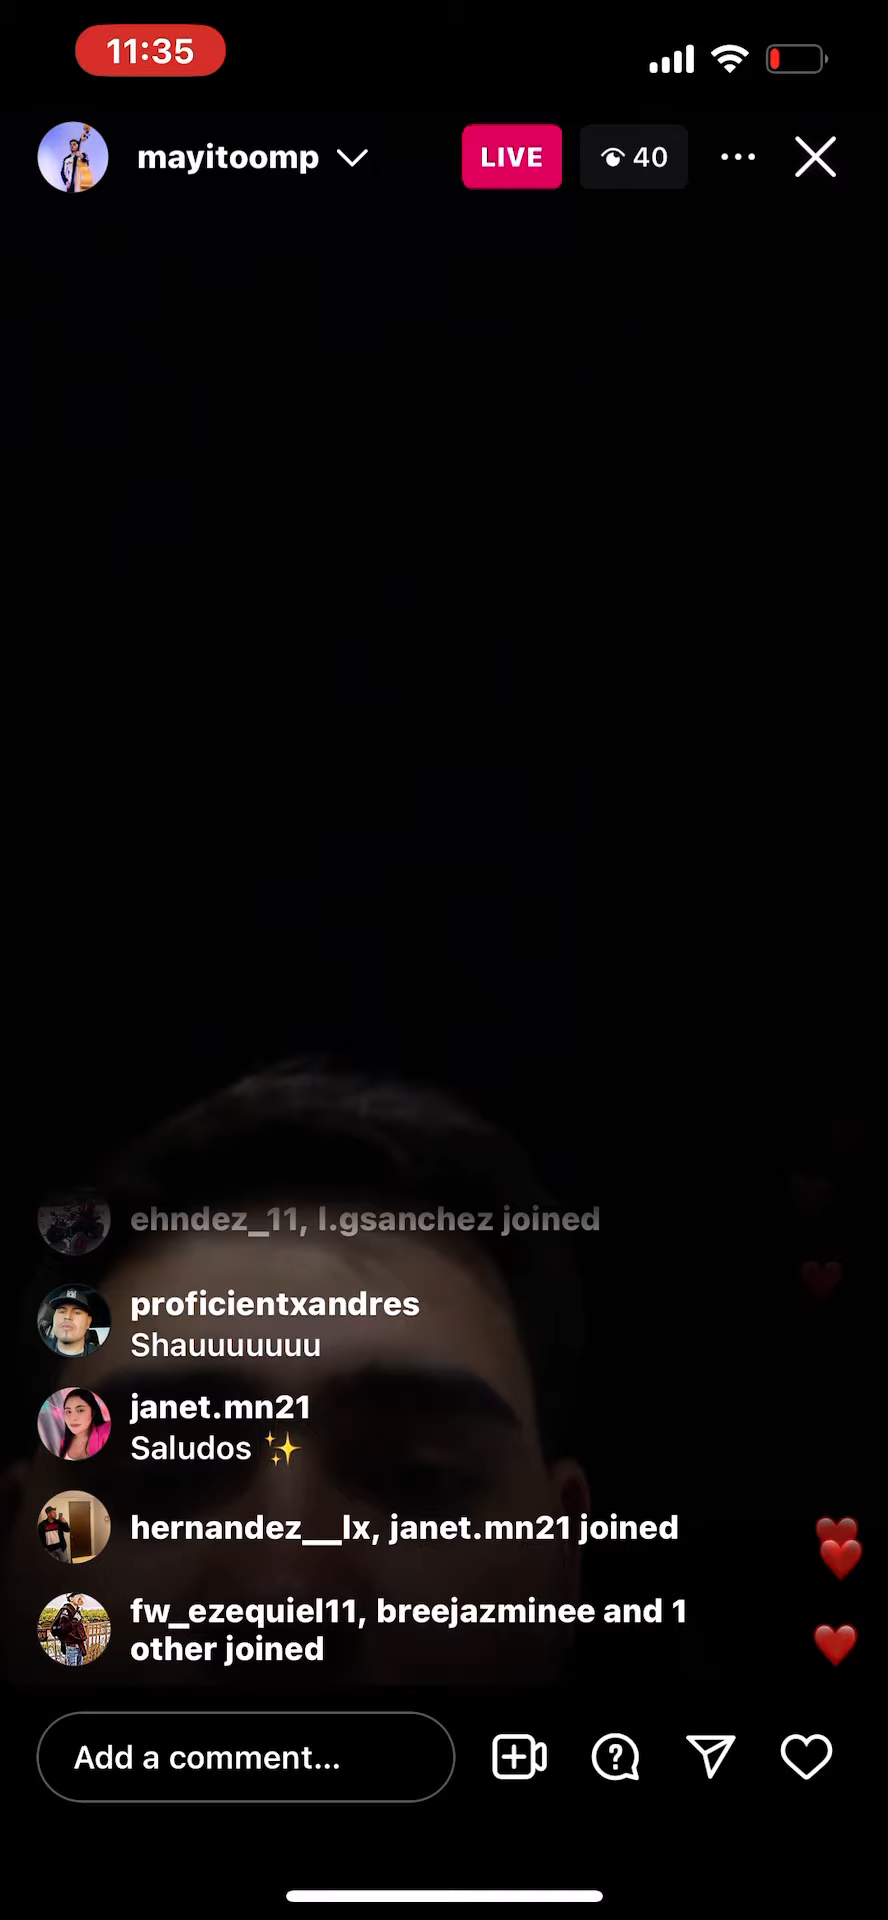 11:35
mayitoomp
LIVE
40
ehndez_11, l.gsanchez joined
proficientxandres
Shauuuuuuu
janet.mn21
Saludos ✨
hernandez__lx, janet.mn21 joined
fw_ezequiel11, breejazminee and 1
other joined
Add a comment...